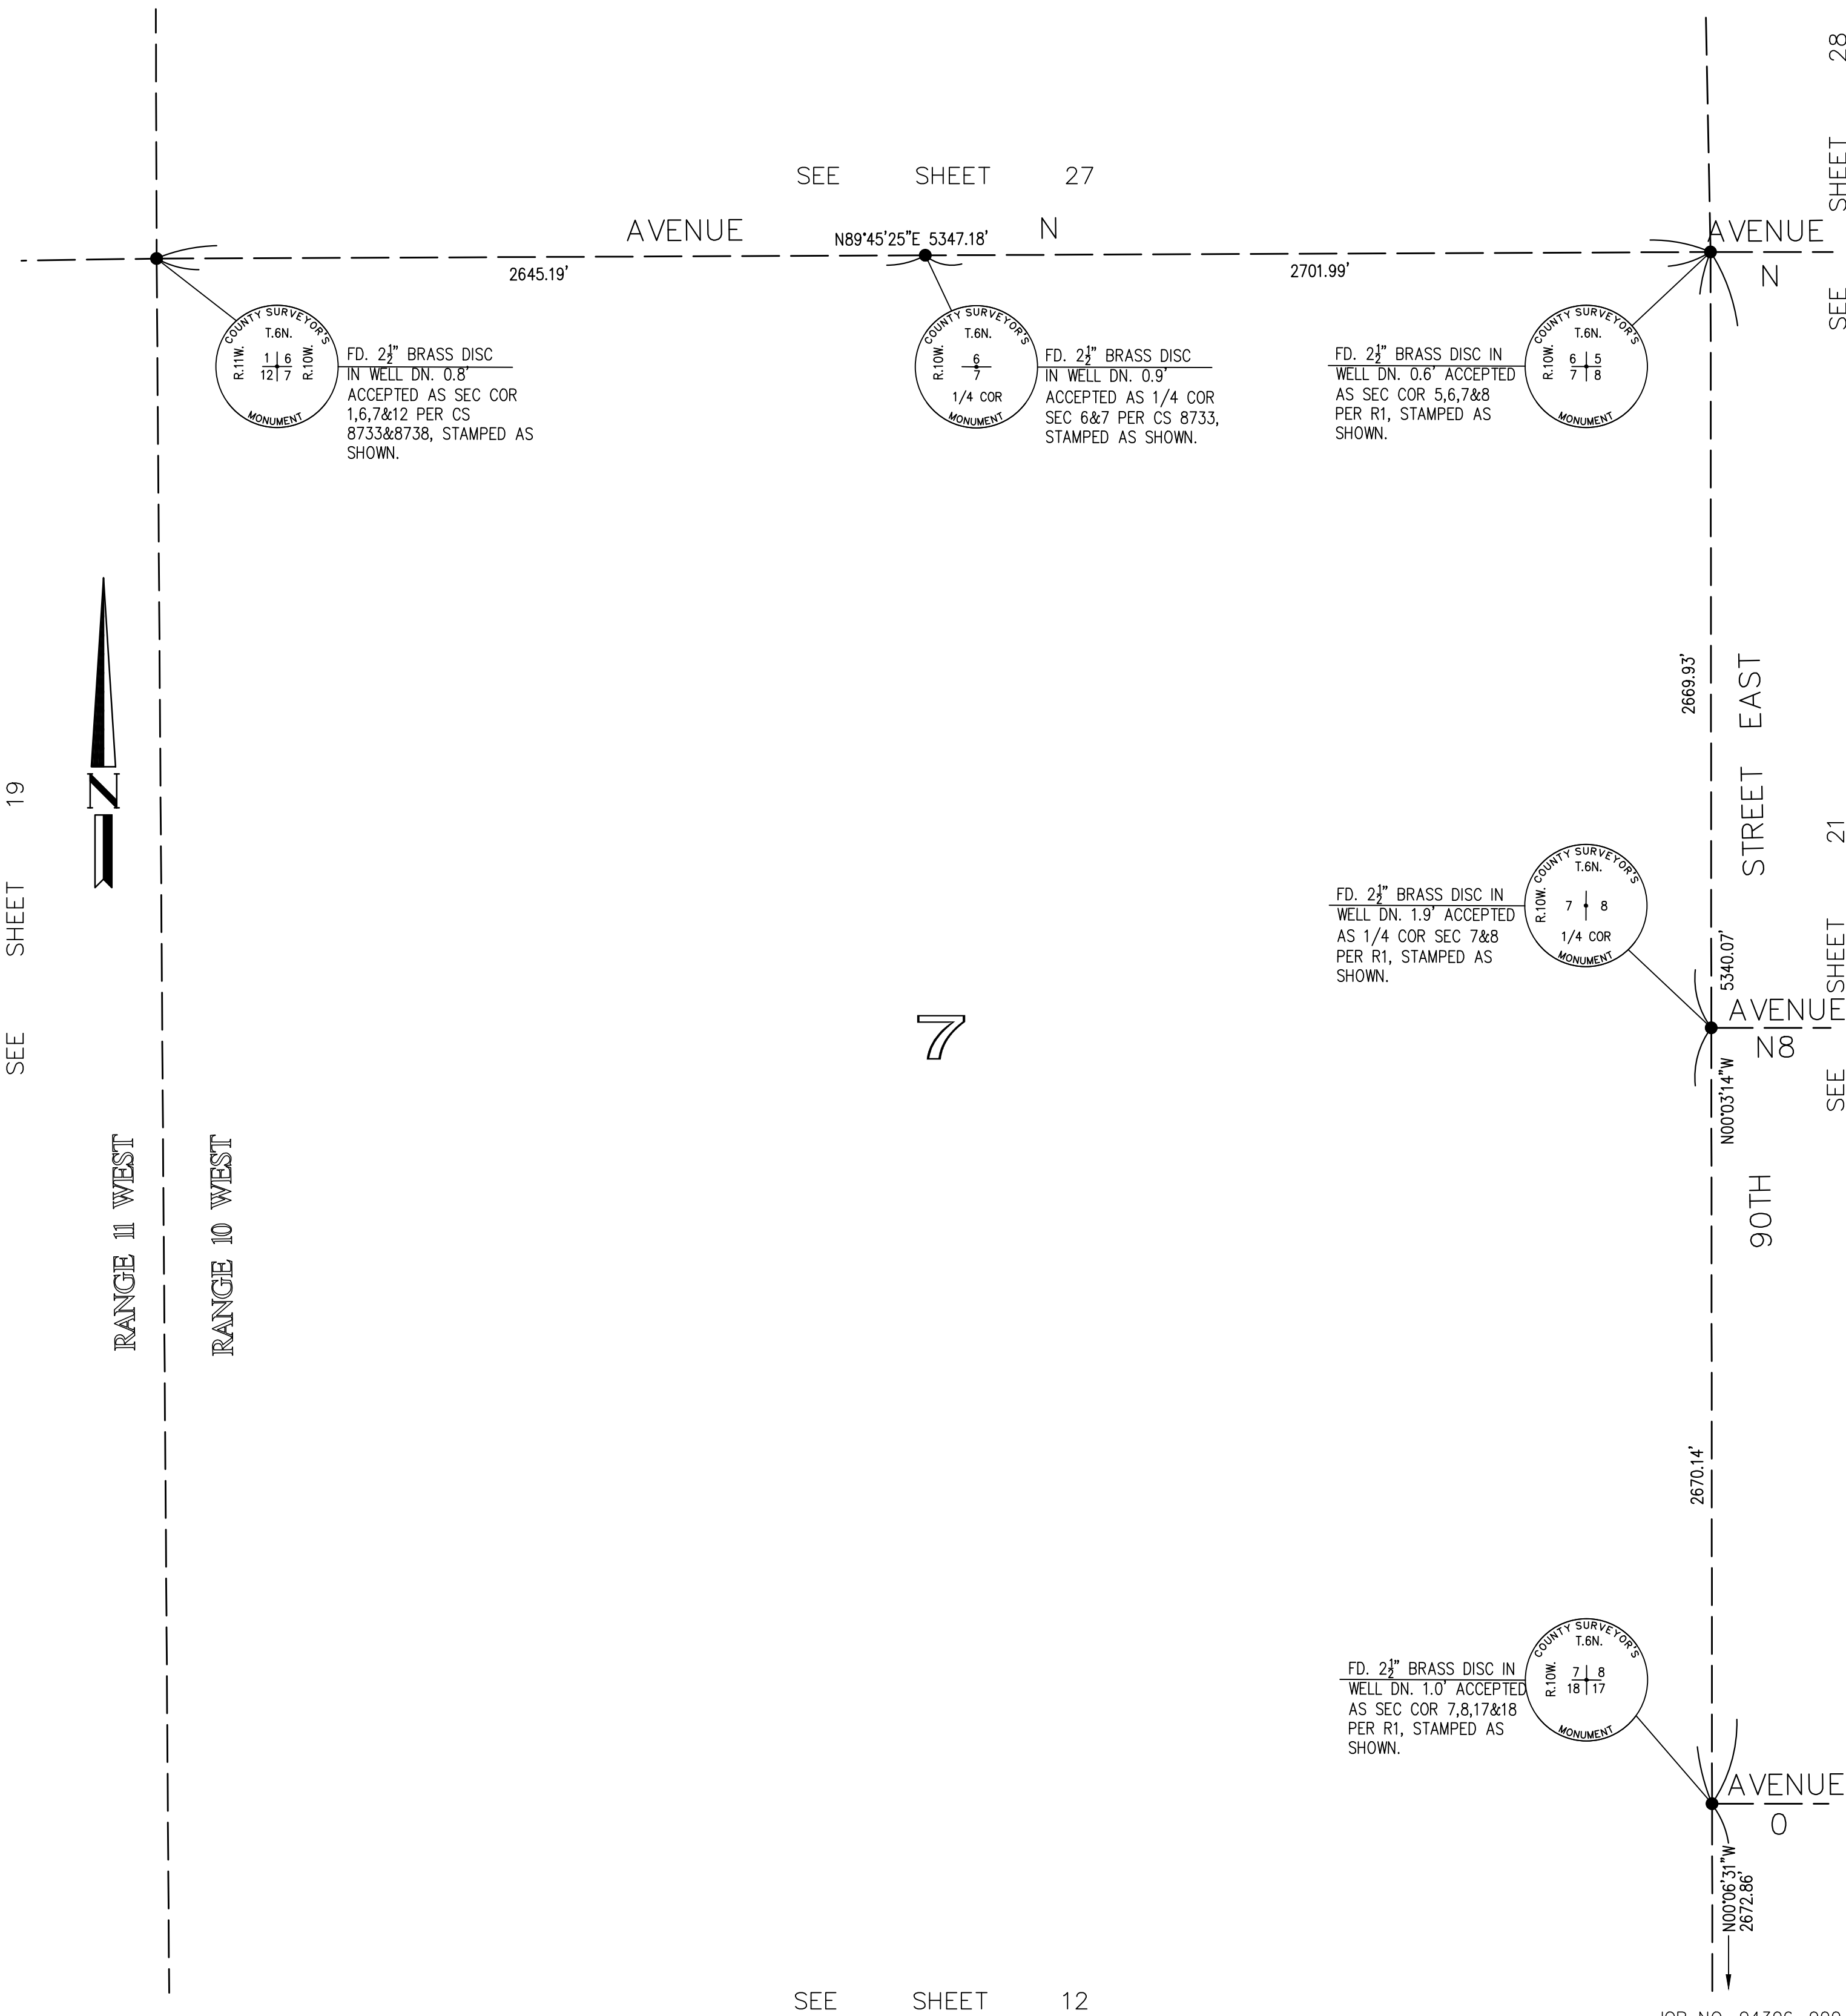 SEE SHEET 28
SEE SHEET 27
AVENUE N
N89°45'25"E 5347.18'
2645.19'
2701.99'
AVENUE
N
COUNTY SURVEYOR'S
T.6N.
R.11W.
1 6
12 7
R.10W.
MONUMENT
FD. 2½" BRASS DISC
IN WELL DN. 0.8'
ACCEPTED AS SEC COR
1,6,7&12 PER CS
8733&8738, STAMPED AS
SHOWN.
COUNTY SURVEYOR'S
T.6N.
R.10W.
6
7
1/4 COR
MONUMENT
FD. 2½" BRASS DISC
IN WELL DN. 0.9'
ACCEPTED AS 1/4 COR
SEC 6&7 PER CS 8733,
STAMPED AS SHOWN.
FD. 2½" BRASS DISC IN
WELL DN. 0.6' ACCEPTED
AS SEC COR 5,6,7&8
PER R1, STAMPED AS
SHOWN.
COUNTY SURVEYOR'S
T.6N.
R.10W.
6 5
7 8
MONUMENT
2669.93'
90TH STREET EAST
SEE SHEET 19
N
SEE SHEET 21
FD. 2½" BRASS DISC IN
WELL DN. 1.9' ACCEPTED
AS 1/4 COR SEC 7&8
PER R1, STAMPED AS
SHOWN.
COUNTY SURVEYOR'S
T.6N.
R.10W.
7 8
1/4 COR
MONUMENT
N00°03'14"W 5340.07'
AVENUE
N8
7
RANGE 11 WEST
RANGE 10 WEST
2670.14'
FD. 2½" BRASS DISC IN
WELL DN. 1.0' ACCEPTED
AS SEC COR 7,8,17&18
PER R1, STAMPED AS
SHOWN.
COUNTY SURVEYOR'S
T.6N.
R.10W.
7 8
18 17
MONUMENT
AVENUE
O
N00°06'31"W
2672.86'
SEE SHEET 12